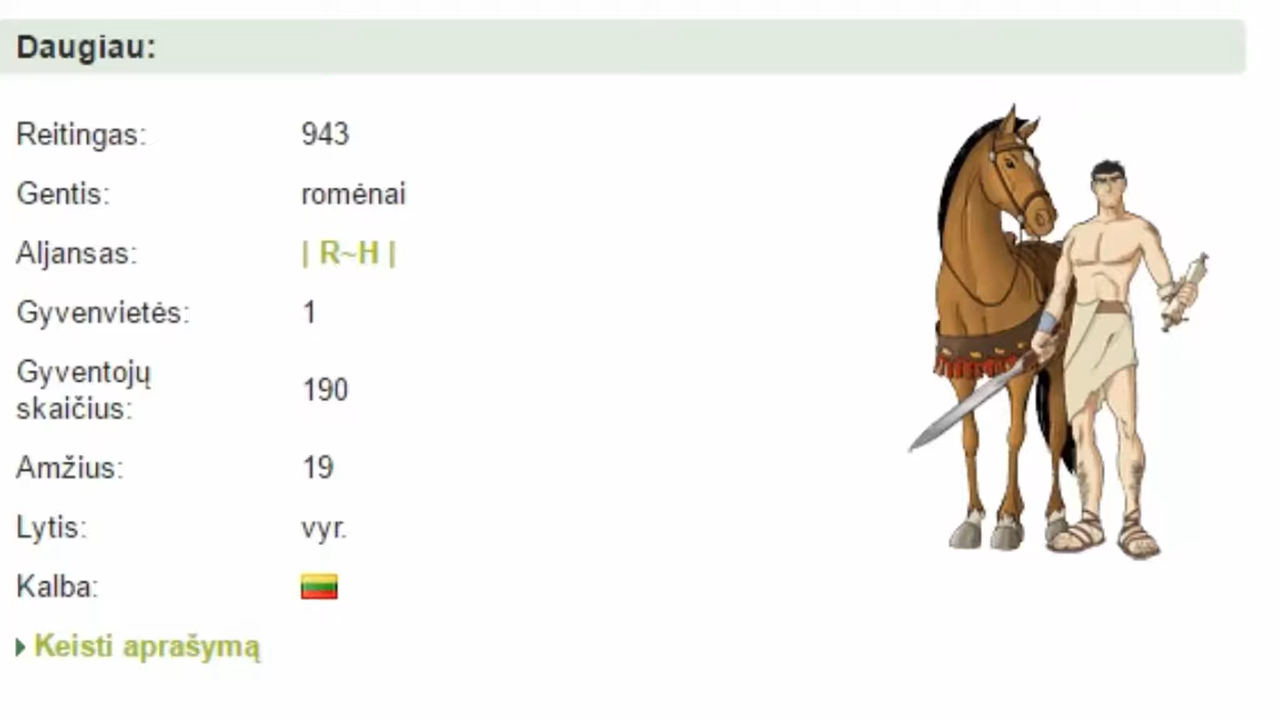 Daugiau:
Reitingas: 943
Gentis: romėnai
Aljansas: | R~H |
Gyvenvietės: 1
Gyventojų
skaičius: 190
Amžius: 19
Lytis: vyr.
Kalba:
Keisti aprašymą